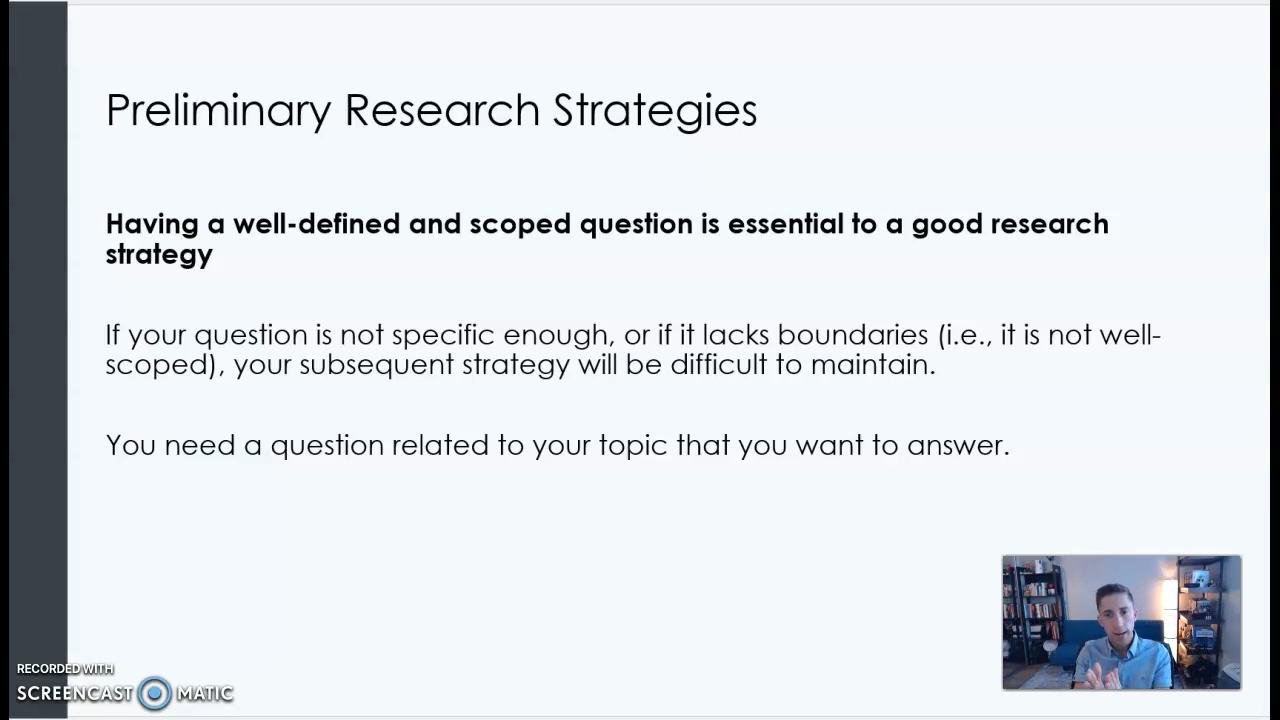 Preliminary Research Strategies
Having a well-defined and scoped question is essential to a good research
strategy
If your question is not specific enough, or if it lacks boundaries (i.e., it is not well-
scoped), your subsequent strategy will be difficult to maintain.
You need a question related to your topic that you want to answer.
RECORDED WITH
SCREENCAST MATIC